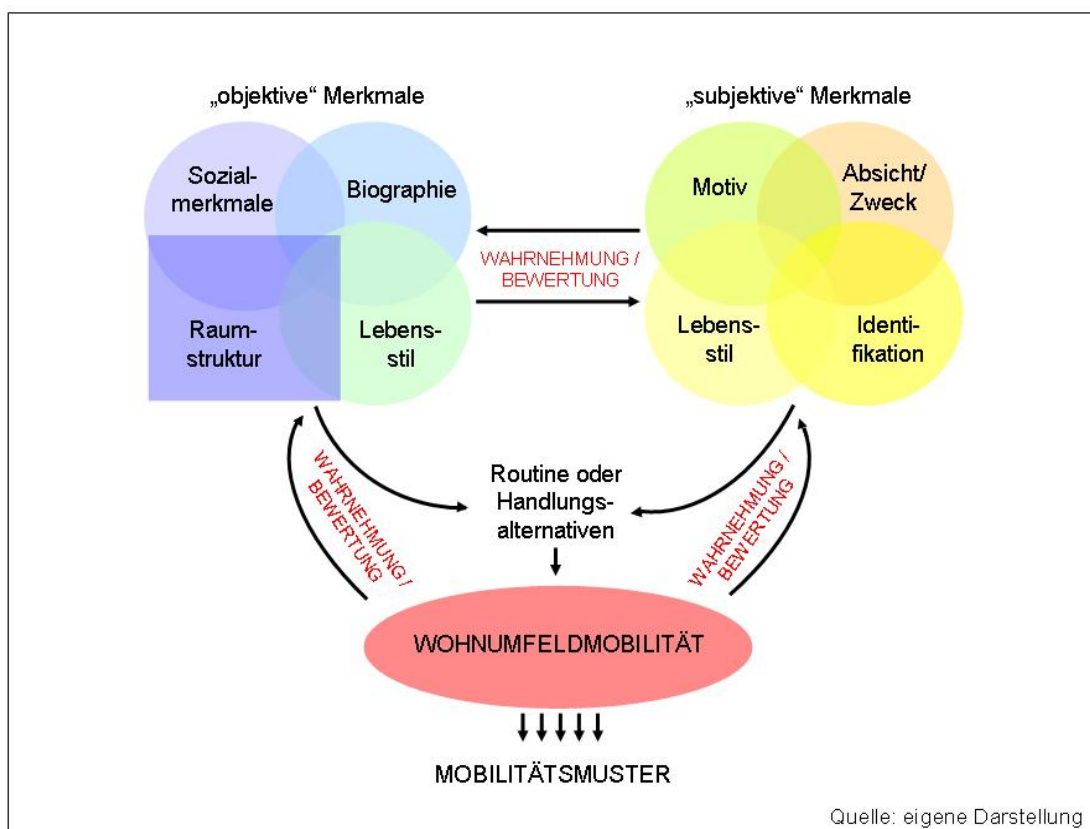 „objektive“ Merkmale
„subjektive“ Merkmale
Sozial-
merkmale
Biographie
Motiv
Absicht/
Zweck
WAHRNEHMUNG /
BEWERTUNG
Raum-
struktur
Lebens-
stil
Lebens-
stil
Identi-
fikation
WAHRNEHMUNG /
BEWERTUNG
Routine oder
Handlungs-
alternativen
WAHRNEHMUNG /
BEWERTUNG
WOHNUMFELDMOBILITÄT
MOBILITÄTSMUSTER
Quelle: eigene Darstellung